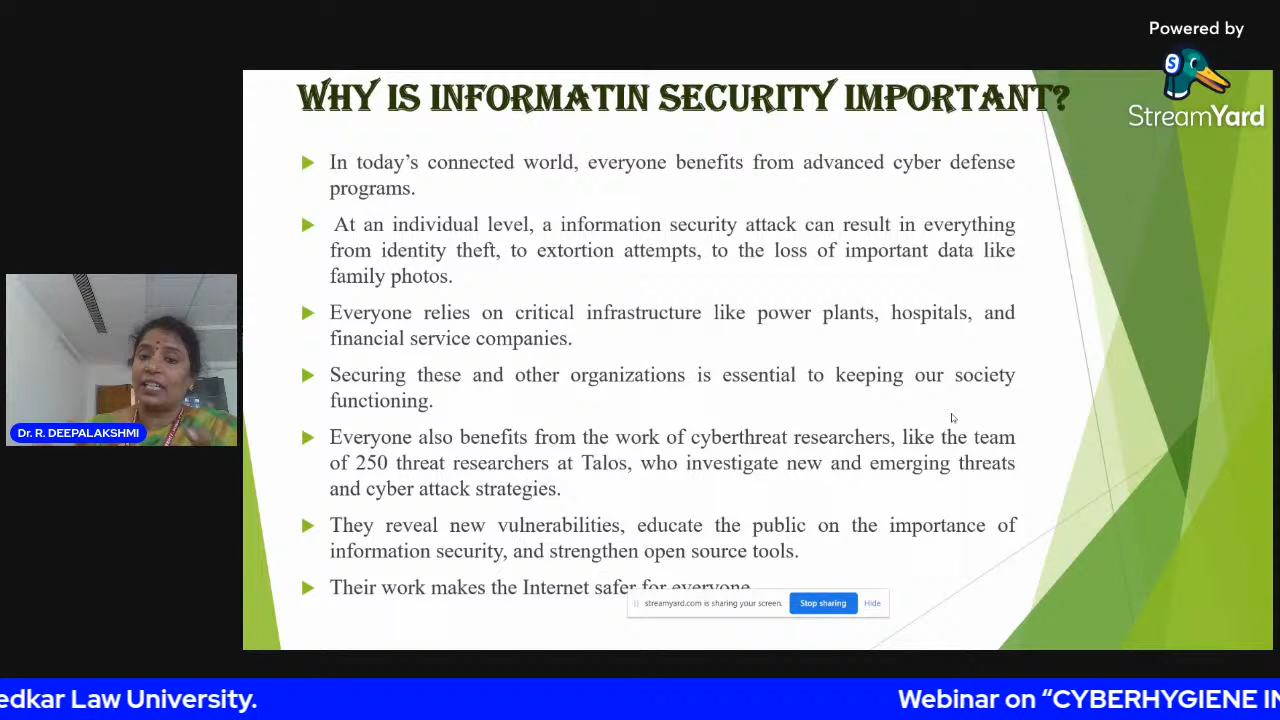 Powered by
StreamYard
WHY IS INFORMATIN SECURITY IMPORTANT?
In today's connected world, everyone benefits from advanced cyber defense
programs.
At an individual level, a information security attack can result in everything
from identity theft, to extortion attempts, to the loss of important data like
family photos.
Everyone relies on critical infrastructure like power plants, hospitals, and
financial service companies.
Securing these and other organizations is essential to keeping our society
functioning.
Everyone also benefits from the work of cyberthreat researchers, like the team
of 250 threat researchers at Talos, who investigate new and emerging threats
and cyber attack strategies.
They reveal new vulnerabilities, educate the public on the importance of
information security, and strengthen open source tools.
Their work makes the Internet safer for everyone
streamyard.com is sharing your screen.
Stop sharing
Hide
Dr. R. DEEPALAKSHMI
edkar Law University.
Webinar on “CYBERHYGIENE IN